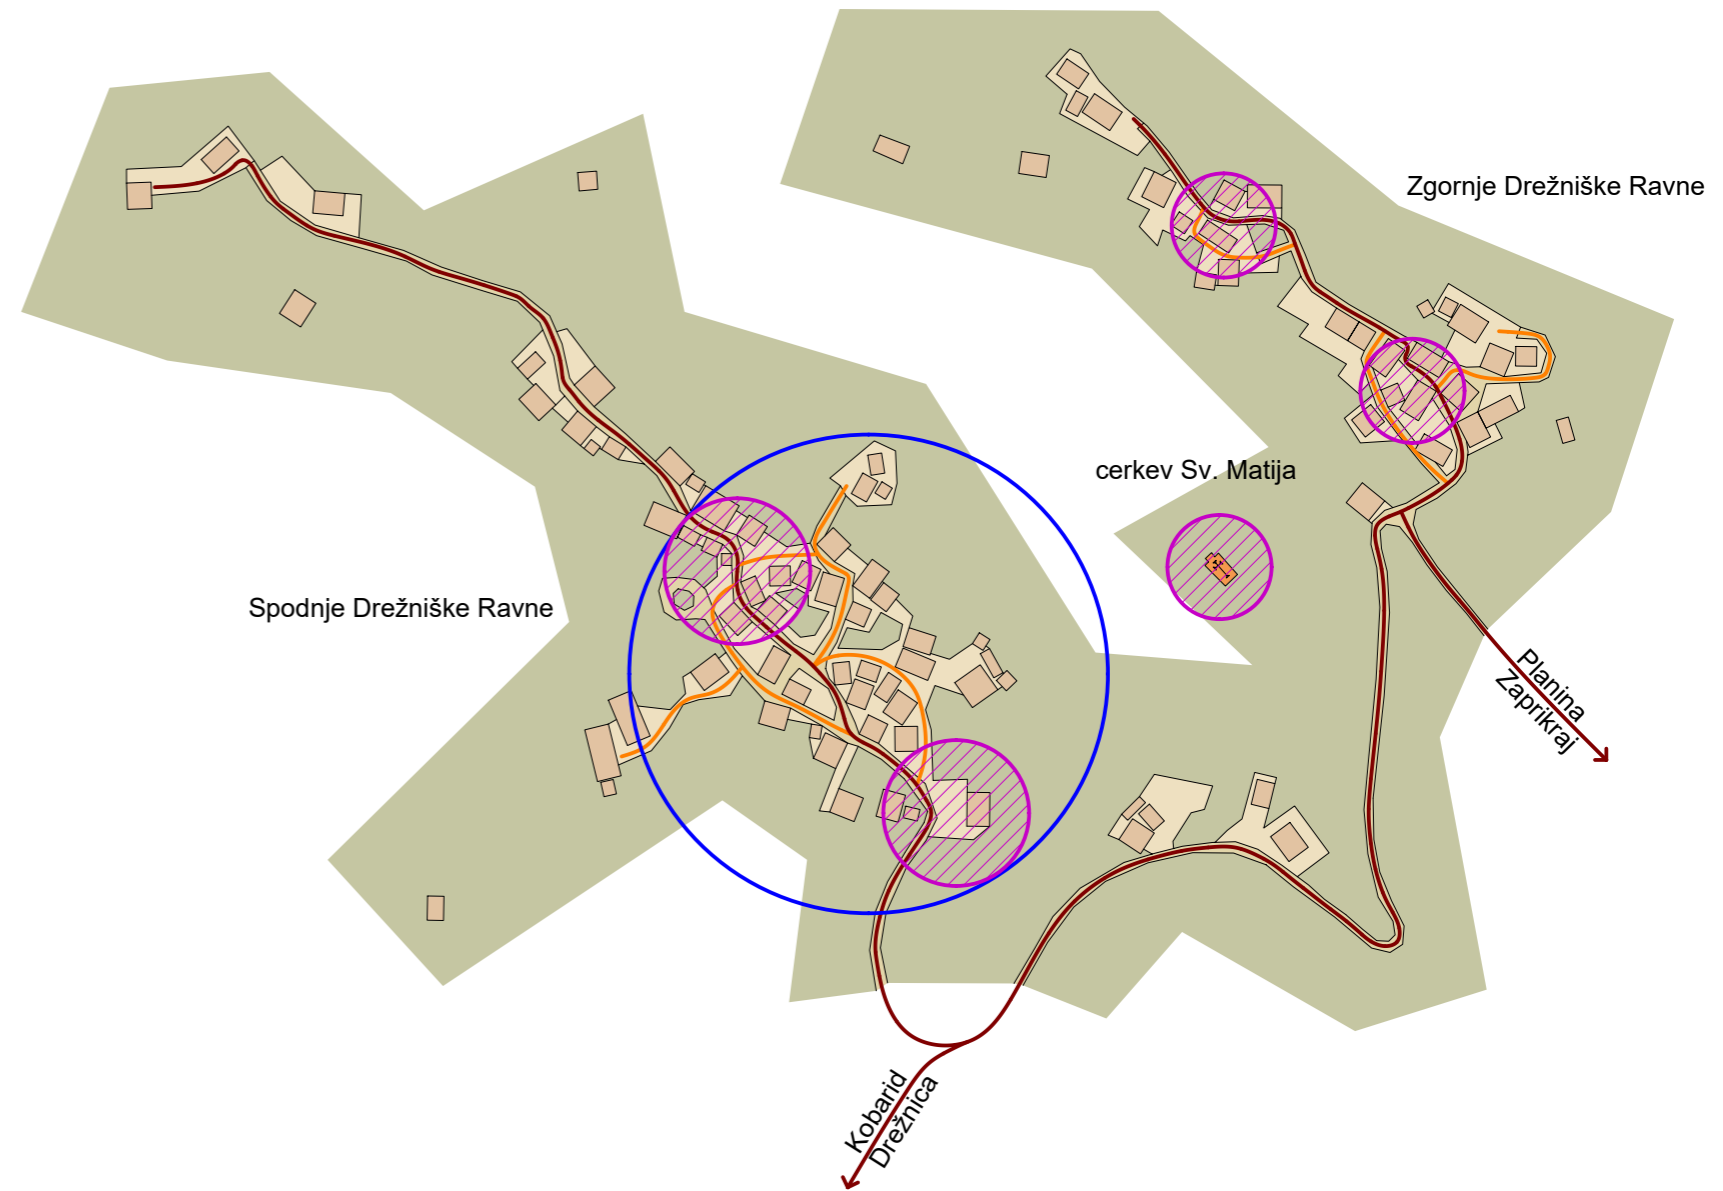 Zgornje Drežniške Ravne
cerkev Sv. Matija
Spodnje Drežniške Ravne
Planina
Zaprikraj
Kobarid
Drežnica